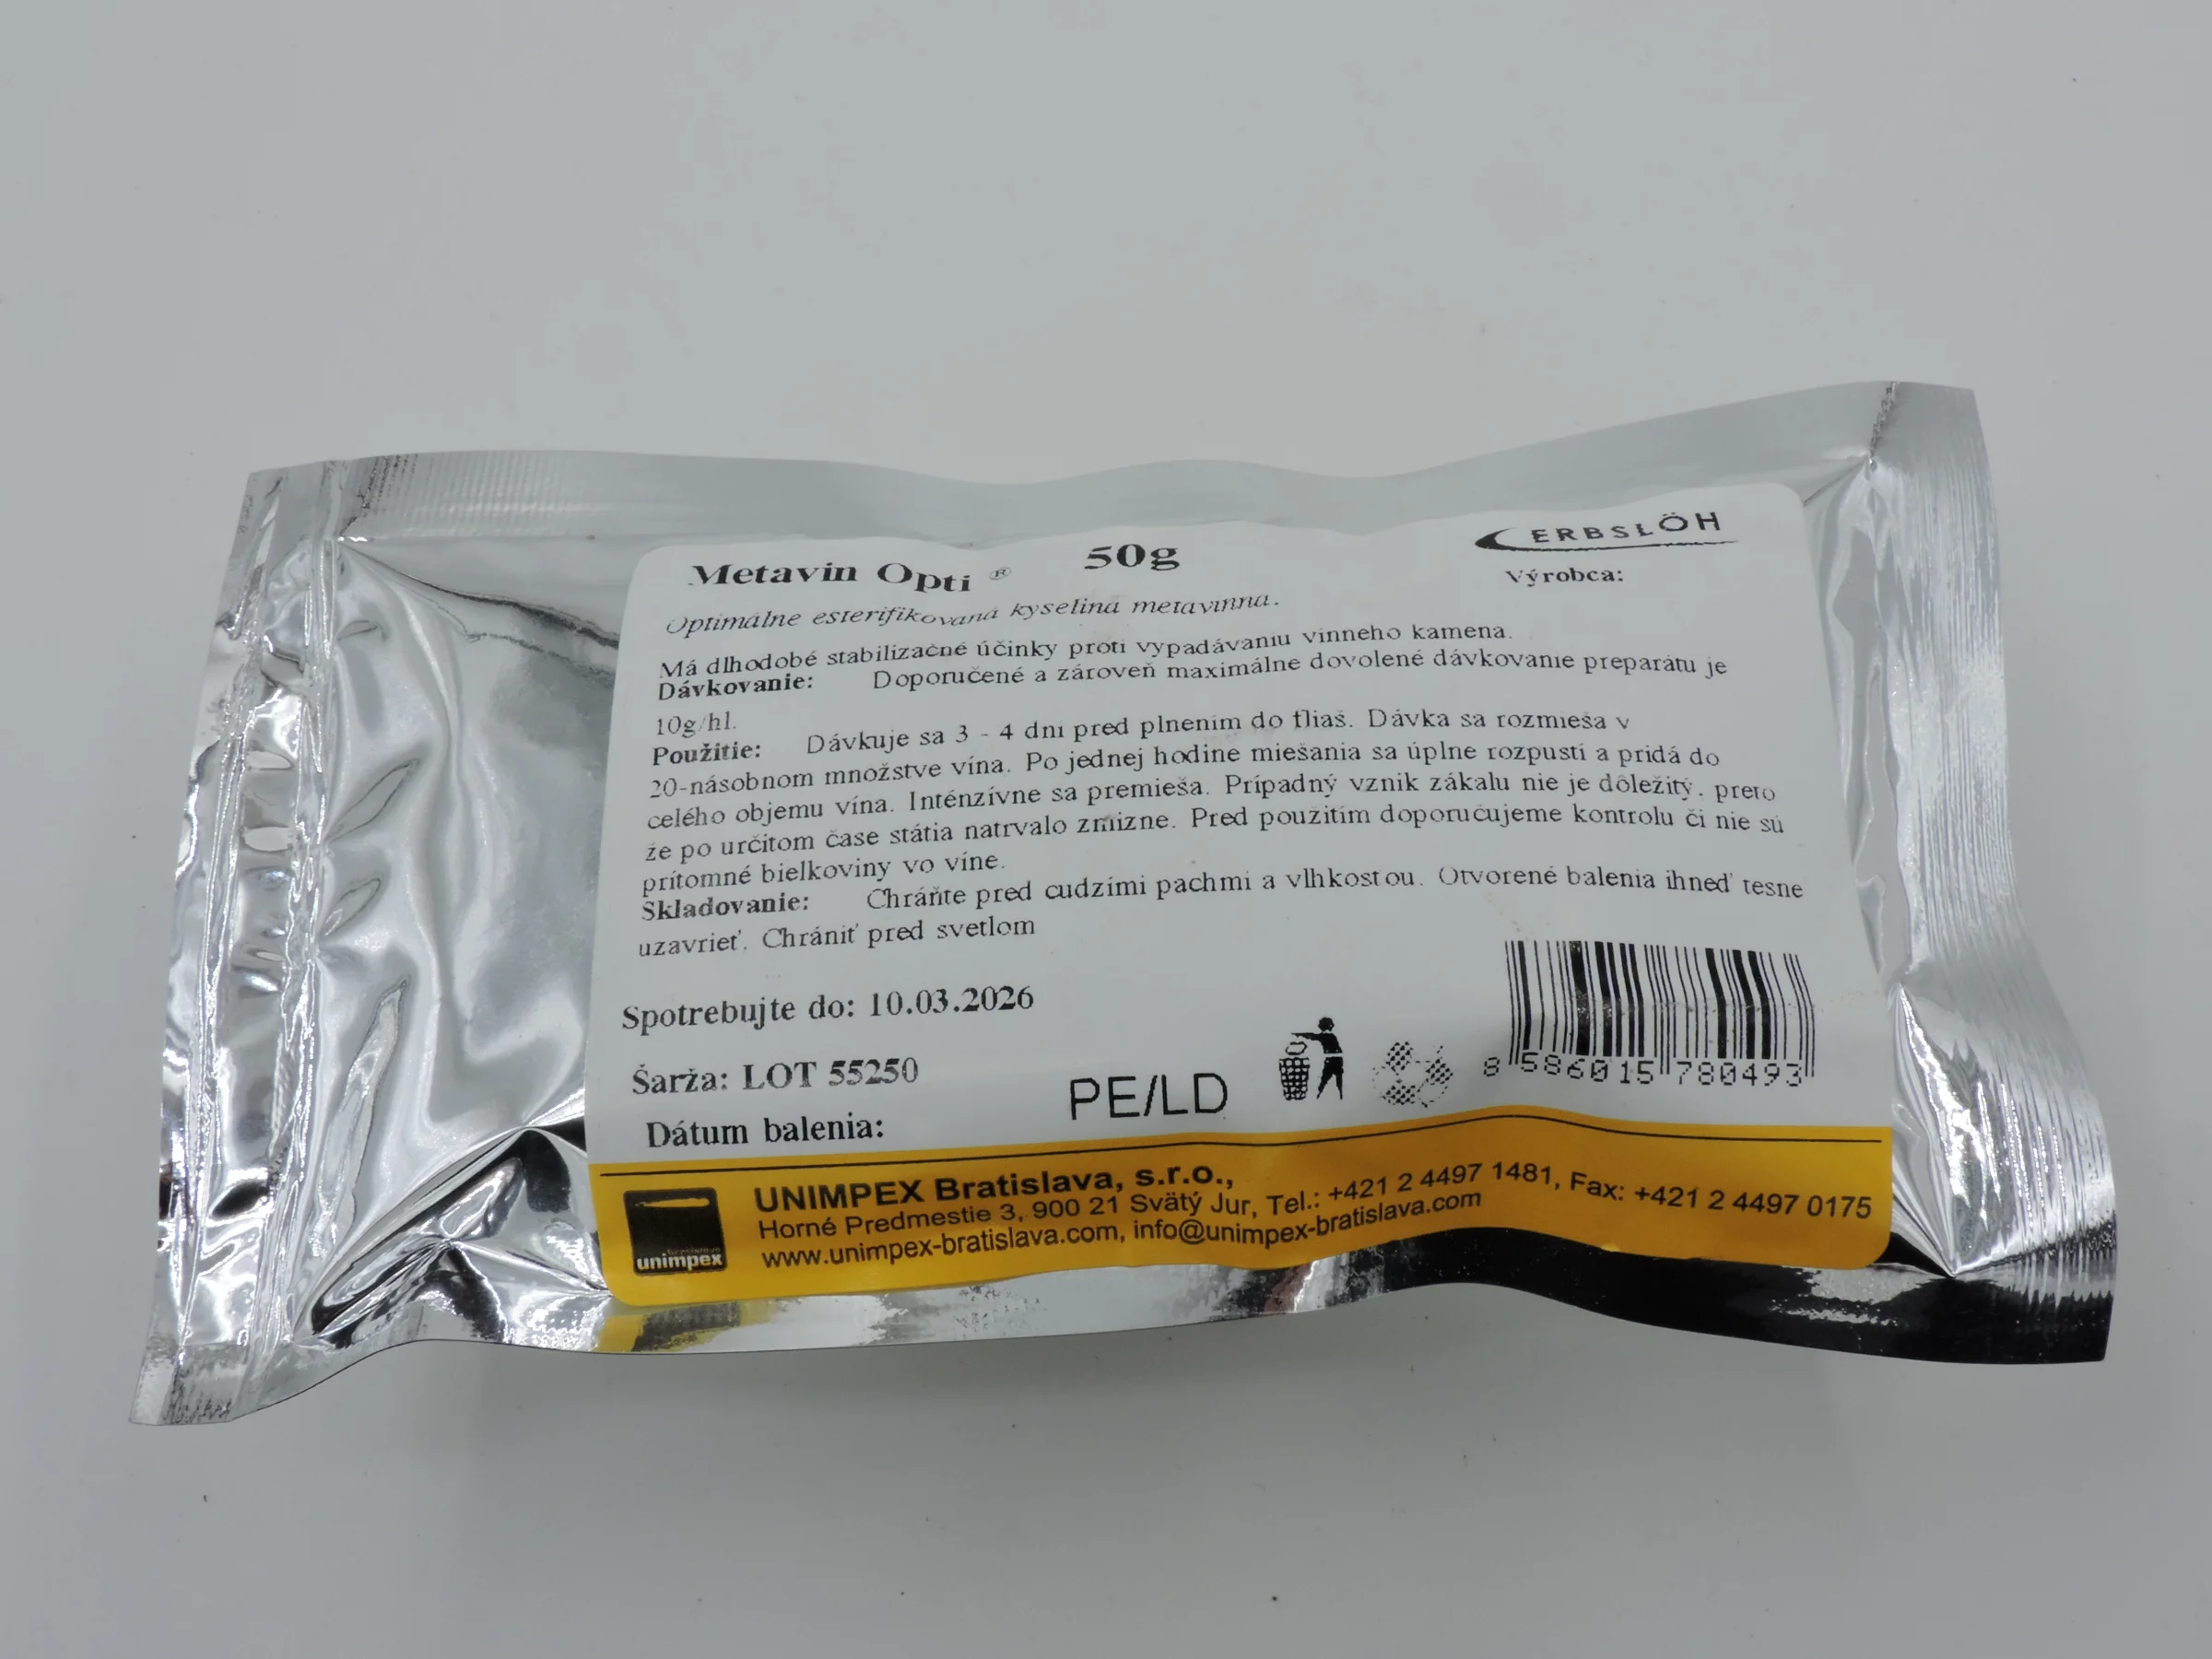 Metavin Opti ® 50g
ERBSLÖH
Výrobca:
Optimálne esterifikovaná kyselina metavinna.
Má dlhodobé stabilizačné účinky proti vypadávaniu vinneho kamena.
Dávkovanie: Doporučené a zároveň maximálne dovolené dávkovanie preparátu je
10g/hl.
Použitie: Dávkuje sa 3 - 4 dni pred plnením do fliaš. Dávka sa rozmieša v
20-násobnom množstve vína. Po jednej hodine miešania sa úplne rozpustí a pridá do
celého objemu vína. Inténzívne sa premieša. Prípadný vznik zákalu nie je dôležitý, preto
že po určitom čase státia natrvalo zmizne. Pred použitím doporučujeme kontrolu či nie sú
prítomné bielkoviny vo víne.
Skladovanie: Chráňte pred cudzími pachmi a vlhkosťou. Otvorené balenia ihneď tesne
uzavrieť. Chrániť pred svetlom
Spotrebujte do: 10.03.2026
Šarža: LOT 55250
Dátum balenia:
PE/LD
8 586015 780493
UNIMPEX Bratislava, s.r.o.,
Horné Predmestie 3, 900 21 Svätý Jur, Tel.: +421 2 4497 1481, Fax: +421 2 4497 0175
www.unimpex-bratislava.com, info@unimpex-bratislava.com
unimpex